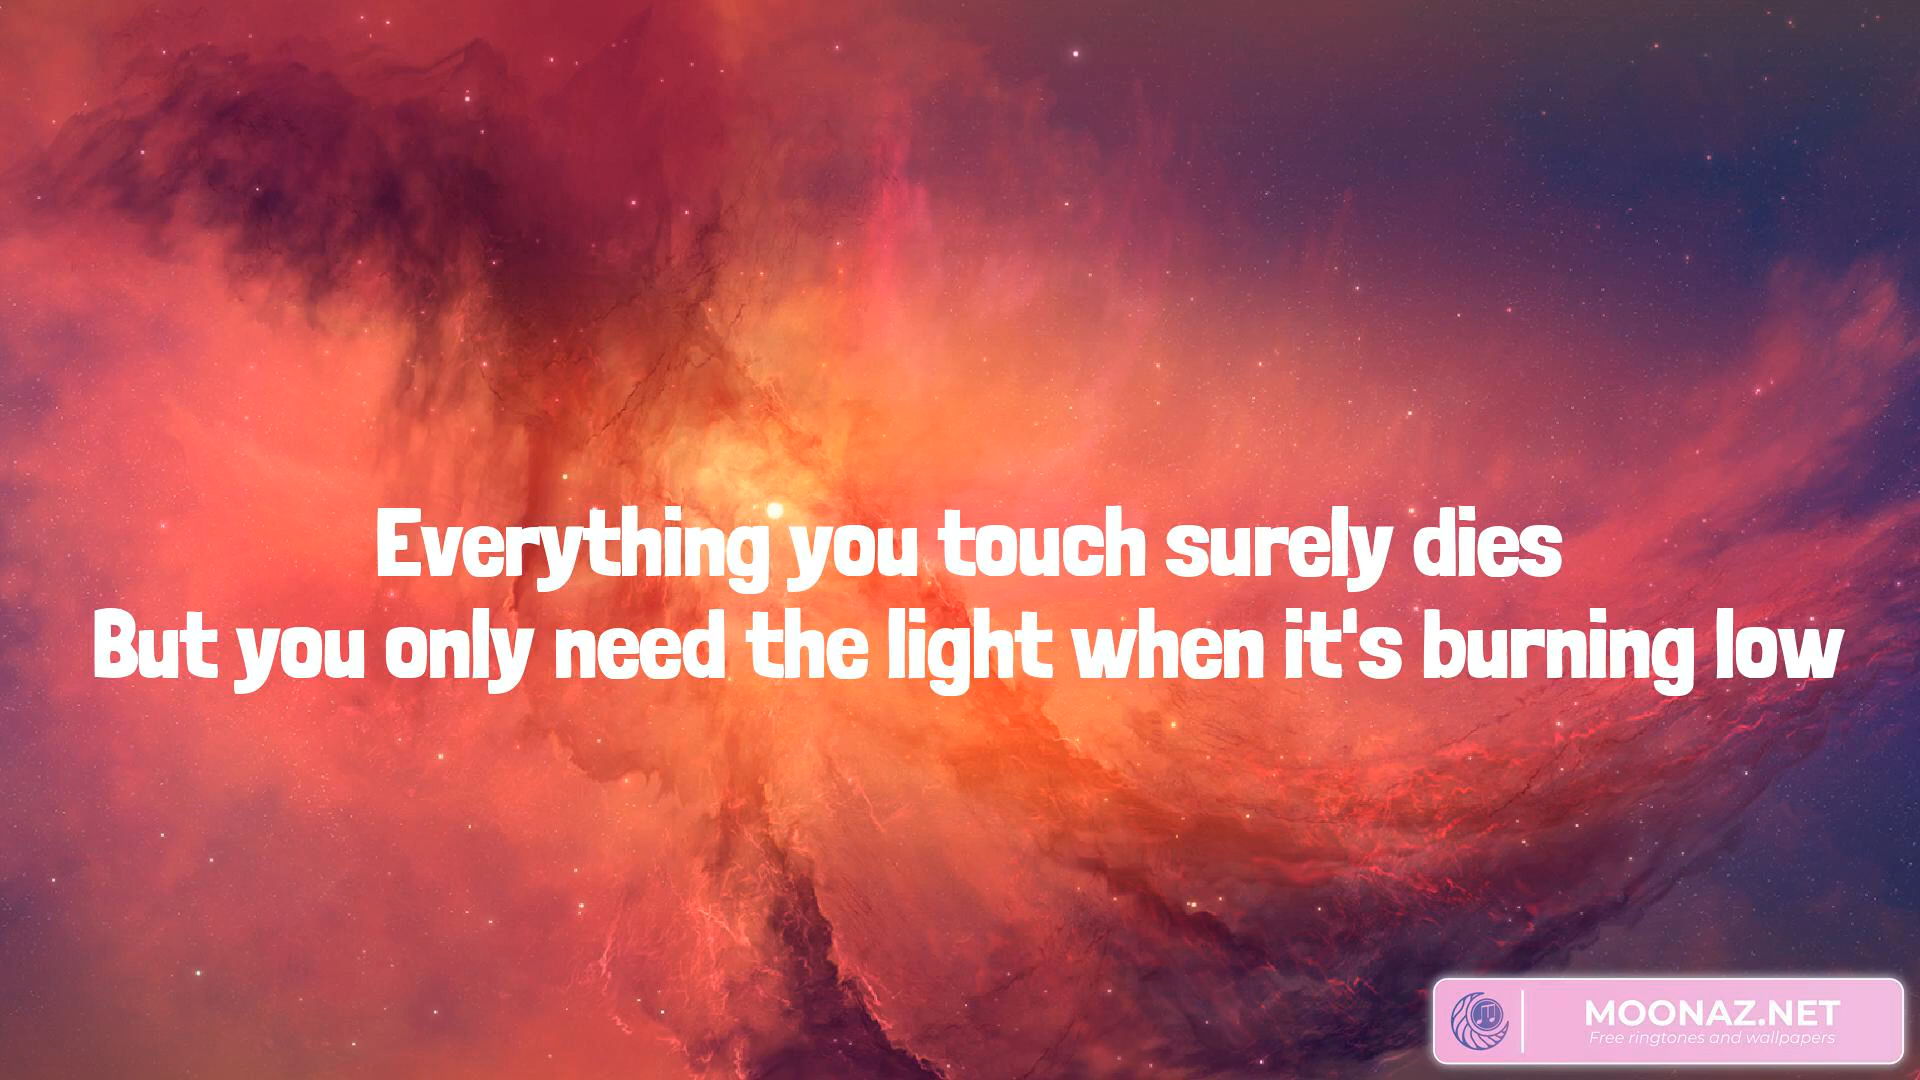 Everything you touch surely dies
But you only need the light when it's burning low
MOONAZ.NET
Free ringtones and wallpapers